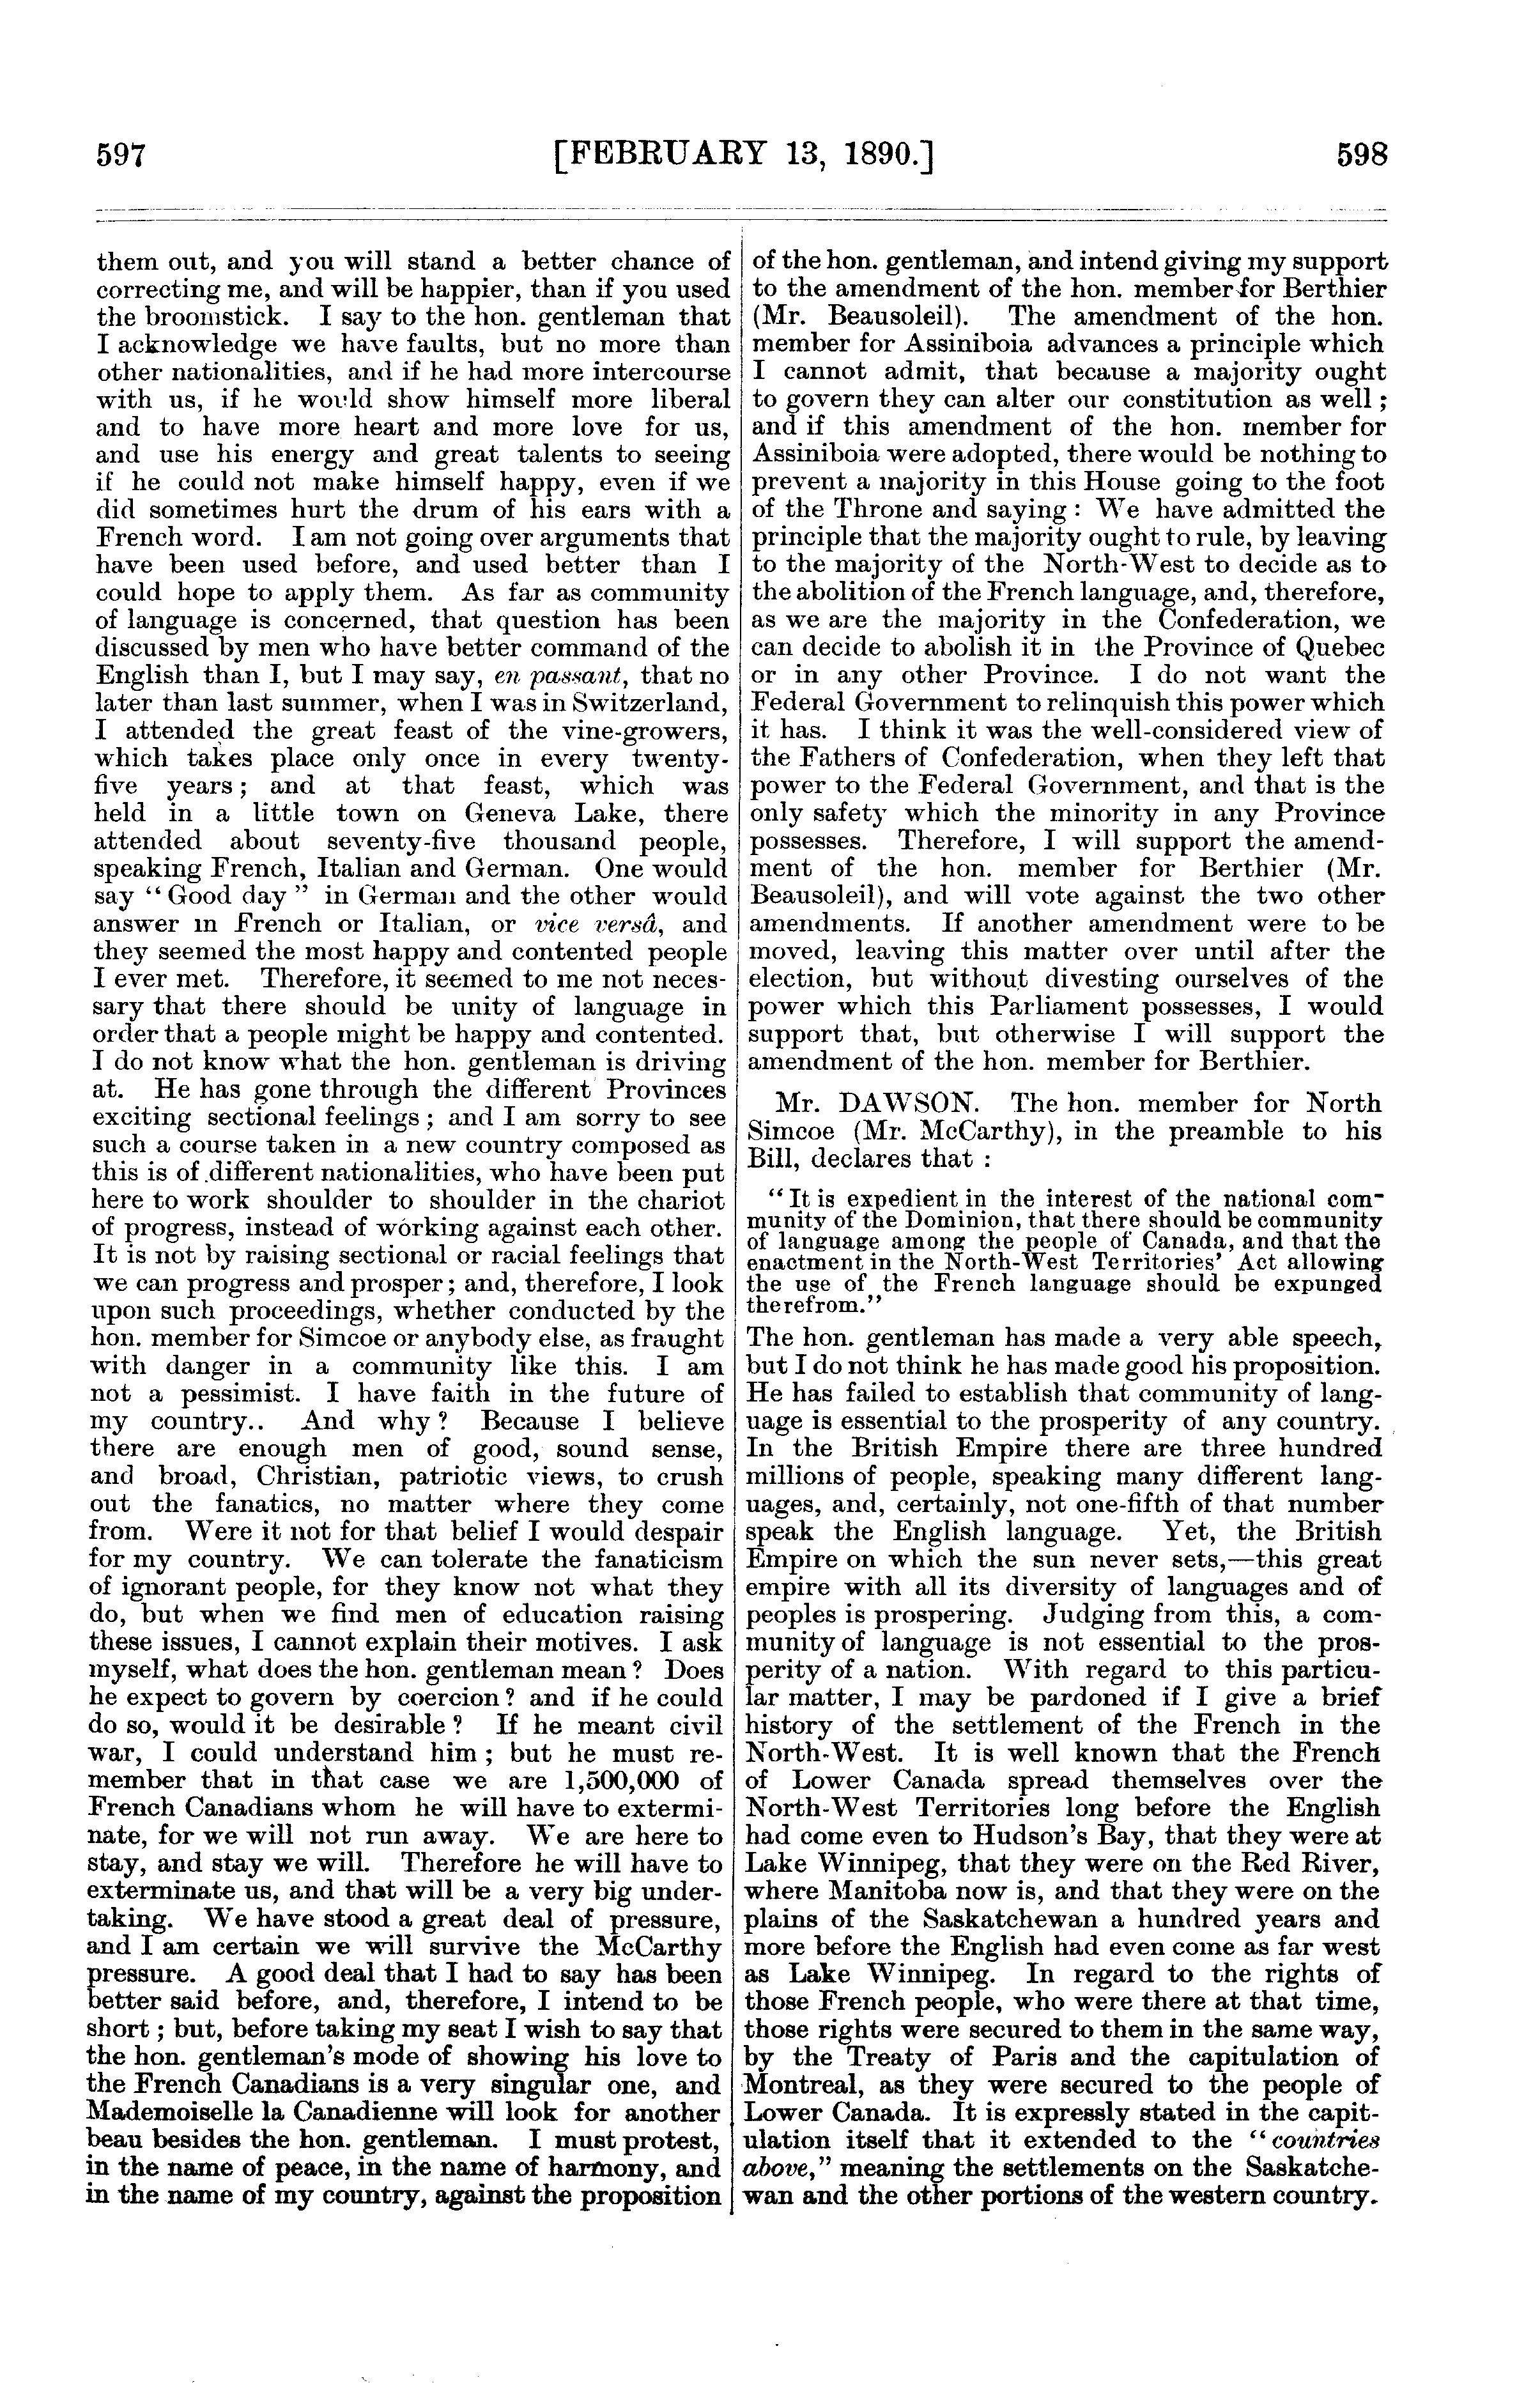 597 [FEBRUARY 13, 1890.] 598
them out, and you will stand a better chance of
correcting me, and will be happier, than if you used
the broomstick. I say to the hon. gentleman that
I acknowledge we have faults, but no more than
other nationalities, and if he had more intercourse
with us, if he would show himself more liberal
and to have more heart and more love for us,
and use his energy and great talents to seeing
if he could not make himself happy, even if we
did sometimes hurt the drum of his ears with a
French word. I am not going over arguments that
have been used before, and used better than I
could hope to apply them. As far as community
of language is concerned, that question has been
discussed by men who have better command of the
English than I, but I may say, en passant, that no
later than last summer, when I was in Switzerland,
I attended the great feast of the vine-growers,
which takes place only once in every twenty-
five years; and at that feast, which was
held in a little town on Geneva Lake, there
attended about seventy-five thousand people,
speaking French, Italian and German. One would
say "Good day" in German and the other would
answer in French or Italian, or vice versâ, and
they seemed the most happy and contented people
I ever met. Therefore, it seemed to me not neces-
sary that there should be unity of language in
order that a people might be happy and contented.
I do not know what the hon. gentleman is driving
at. He has gone through the different Provinces
exciting sectional feelings; and I am sorry to see
such a course taken in a new country composed as
this is of different nationalities, who have been put
here to work shoulder to shoulder in the chariot
of progress, instead of working against each other.
It is not by raising sectional or racial feelings that
we can progress and prosper; and, therefore, I look
upon such proceedings, whether conducted by the
hon. member for Simcoe or anybody else, as fraught
with danger in a community like this. I am
not a pessimist. I have faith in the future of
my country.. And why? Because I believe
there are enough men of good, sound sense,
and broad, Christian, patriotic views, to crush
out the fanatics, no matter where they come
from. Were it not for that belief I would despair
for my country. We can tolerate the fanaticism
of ignorant people, for they know not what they
do, but when we find men of education raising
these issues, I cannot explain their motives. I ask
myself, what does the hon. gentleman mean? Does
he expect to govern by coercion? and if he could
do so, would it be desirable? If he meant civil
war, I could understand him; but he must re-
member that in that case we are 1,500,000 of
French Canadians whom he will have to extermi-
nate, for we will not run away. We are here to
stay, and stay we will. Therefore he will have to
exterminate us, and that will be a very big under-
taking. We have stood a great deal of pressure,
and I am certain we will survive the McCarthy
pressure. A good deal that I had to say has been
better said before, and, therefore, I intend to be
short; but, before taking my seat I wish to say that
the hon. gentleman's mode of showing his love to
the French Canadians is a very singular one, and
Mademoiselle la Canadienne will look for another
beau besides the hon. gentleman. I must protest,
in the name of peace, in the name of harmony, and
in the name of my country, against the proposition
of the hon. gentleman, and intend giving my support
to the amendment of the hon. member for Berthier
(Mr. Beausoleil). The amendment of the hon.
member for Assiniboia advances a principle which
I cannot admit, that because a majority ought
to govern they can alter our constitution as well;
and if this amendment of the hon. member for
Assiniboia were adopted, there would be nothing to
prevent a majority in this House going to the foot
of the Throne and saying: We have admitted the
principle that the majority ought to rule, by leaving
to the majority of the North-West to decide as to
the abolition of the French language, and, therefore,
as we are the majority in the Confederation, we
can decide to abolish it in the Province of Quebec
or in any other Province. I do not want the
Federal Government to relinquish this power which
it has. I think it was the well-considered view of
the Fathers of Confederation, when they left that
power to the Federal Government, and that is the
only safety which the minority in any Province
possesses. Therefore, I will support the amend-
ment of the hon. member for Berthier (Mr.
Beausoleil), and will vote against the two other
amendments. If another amendment were to be
moved, leaving this matter over until after the
election, but without divesting ourselves of the
power which this Parliament possesses, I would
support that, but otherwise I will support the
amendment of the hon. member for Berthier.
Mr. DAWSON. The hon. member for North
Simcoe (Mr. McCarthy), in the preamble to his
Bill, declares that:
"It is expedient in the interest of the national com-
munity of the Dominion, that there should be community
of language among the people of Canada, and that the
enactment in the North-West Territories' Act allowing
the use of the French language should be expunged
therefrom."
The hon. gentleman has made a very able speech,
but I do not think he has made good his proposition.
He has failed to establish that community of lang-
uage is essential to the prosperity of any country.
In the British Empire there are three hundred
millions of people, speaking many different lang-
uages, and, certainly, not one-fifth of that number
speak the English language. Yet, the British
Empire on which the sun never sets,—this great
empire with all its diversity of languages and of
peoples is prospering. Judging from this, a com-
munity of language is not essential to the pros-
perity of a nation. With regard to this particu-
lar matter, I may be pardoned if I give a brief
history of the settlement of the French in the
North-West. It is well known that the French
of Lower Canada spread themselves over the
North-West Territories long before the English
had come even to Hudson's Bay, that they were at
Lake Winnipeg, that they were on the Red River,
where Manitoba now is, and that they were on the
plains of the Saskatchewan a hundred years and
more before the English had even come as far west
as Lake Winnipeg. In regard to the rights of
those French people, who were there at that time,
those rights were secured to them in the same way,
by the Treaty of Paris and the capitulation of
Montreal, as they were secured to the people of
Lower Canada. It is expressly stated in the capit-
ulation itself that it extended to the "countries
above," meaning the settlements on the Saskatche-
wan and the other portions of the western country.